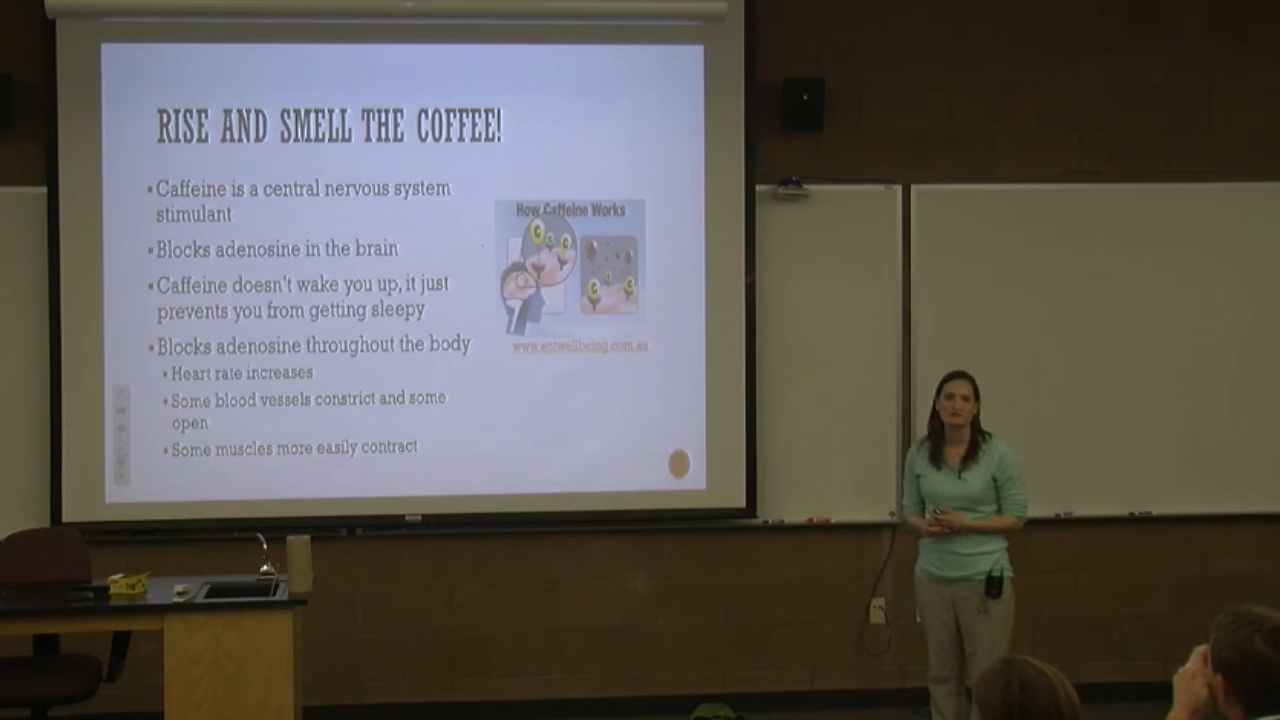 RISE AND SMELL THE COFFEE!
▪Caffeine is a central nervous system
stimulant
▪Blocks adenosine in the brain
▪Caffeine doesn't wake you up, it just
prevents you from getting sleepy
▪Blocks adenosine throughout the body
▪Heart rate increases
▪Some blood vessels constrict and some
open
▪Some muscles more easily contract
How Caffeine Works
www.entwellbeing.com.au